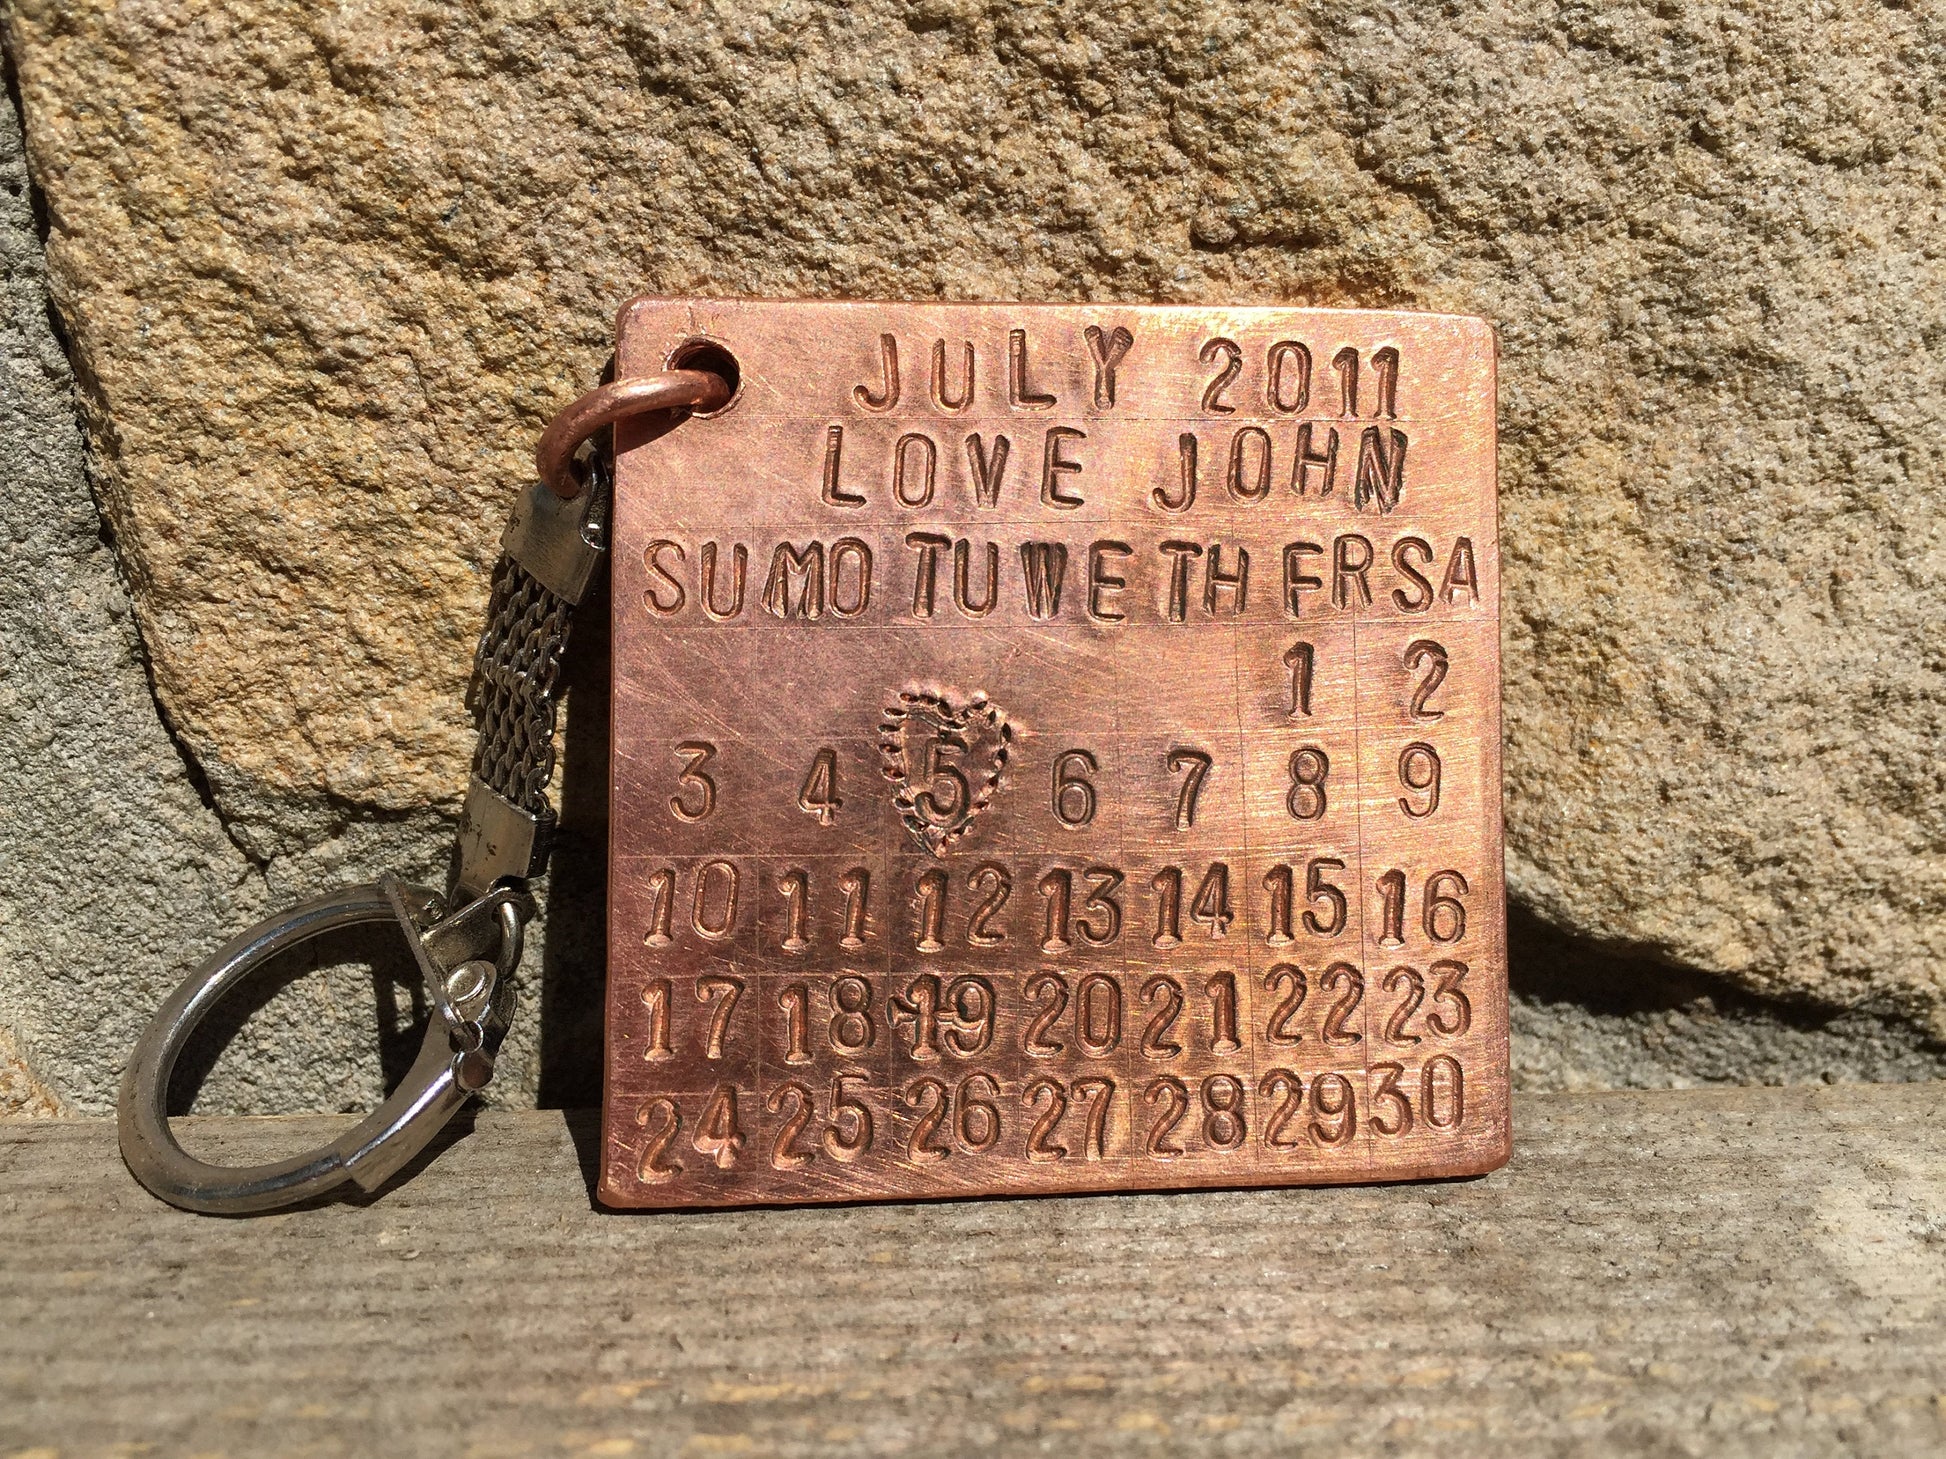 JULY 2011
LOVE JOHN
SU MO TU WE TH FR SA
1 2
3 4 5 6 7 8 9
10 11 12 13 14 15 16
17 18 19 20 21 22 23
24 25 26 27 28 29 30